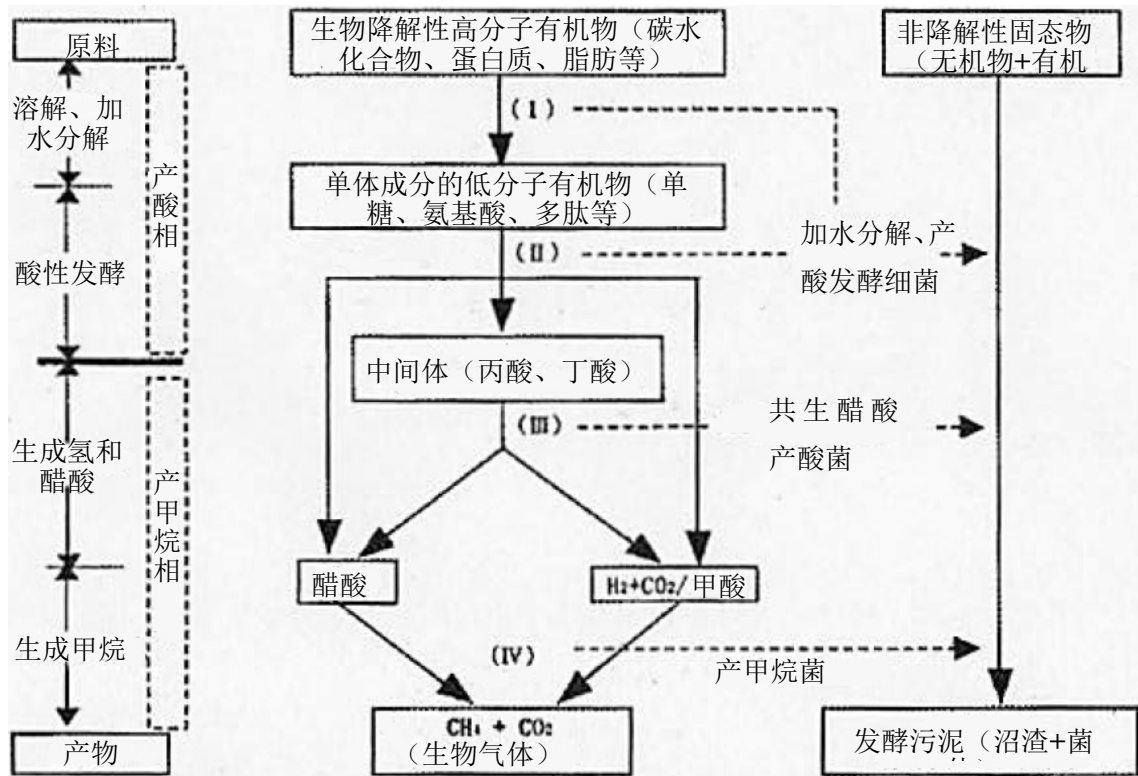 原料
溶解、加
水分解
酸性发酵
生成氢和
醋酸
生成甲烷
产物
产酸相
产甲烷相
生物降解性高分子有机物（碳水
化合物、蛋白质、脂肪等）
(I)
单体成分的低分子有机物（单
糖、氨基酸、多肽等）
(II)
加水分解、产
酸发酵细菌
中间体（丙酸、丁酸）
(III)
共生醋酸
产酸菌
醋酸
H₂+CO₂/甲酸
(IV)
产甲烷菌
CH₄ + CO₂
（生物气体）
非降解性固态物
（无机物+有机
发酵污泥（沼渣+菌